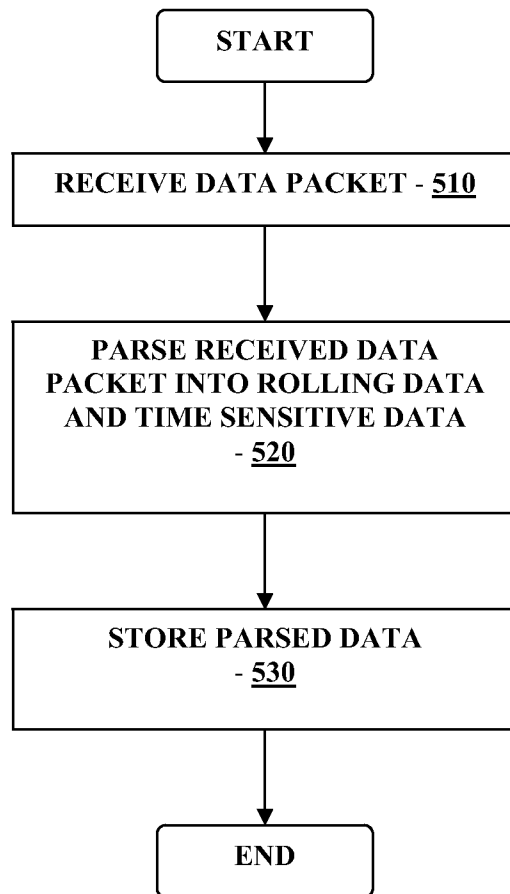 START
RECEIVE DATA PACKET - 510
PARSE RECEIVED DATA
PACKET INTO ROLLING DATA
AND TIME SENSITIVE DATA
- 520
STORE PARSED DATA
- 530
END